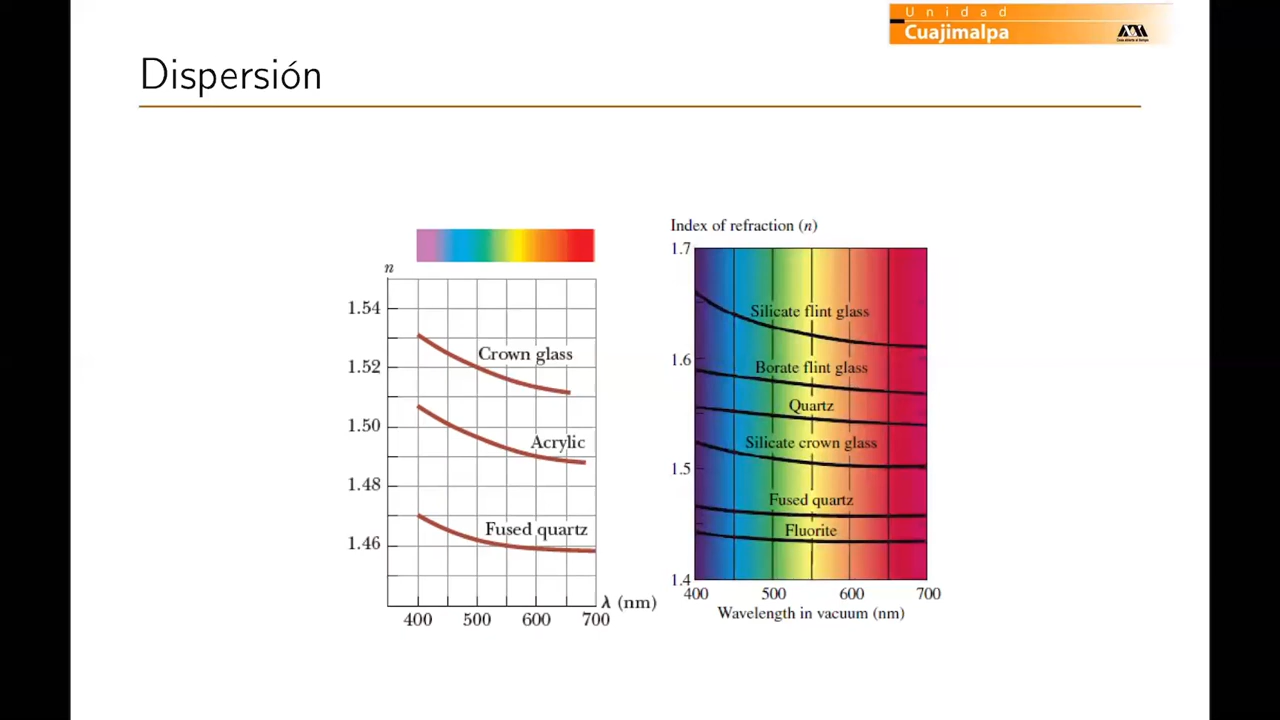 Unidad
Cuajimalpa
Dispersión
n
1.54
1.52
1.50
1.48
1.46
Crown glass
Acrylic
Fused quartz
400 500 600 700
λ (nm)
Index of refraction (n)
1.7
1.6
1.5
1.4
Silicate flint glass
Borate flint glass
Quartz
Silicate crown glass
Fused quartz
Fluorite
400 500 600 700
Wavelength in vacuum (nm)